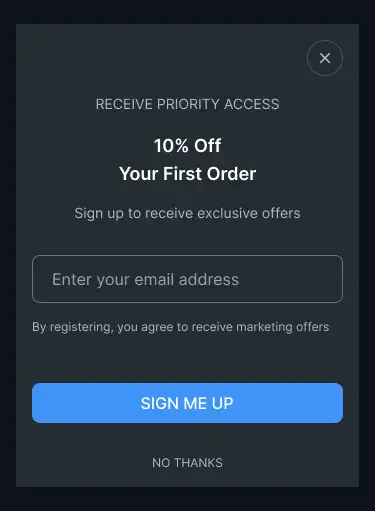 RECEIVE PRIORITY ACCESS
10% Off
Your First Order
Sign up to receive exclusive offers
Enter your email address
By registering, you agree to receive marketing offers
SIGN ME UP
NO THANKS